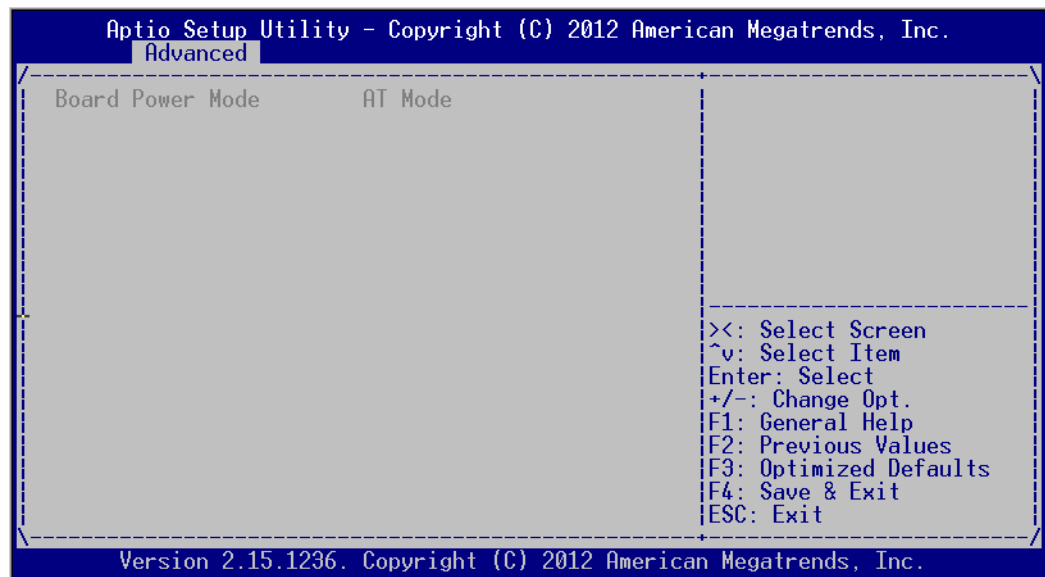 Aptio Setup Utility - Copyright (C) 2012 American Megatrends, Inc.
Advanced
Board Power Mode AT Mode
><: Select Screen
^v: Select Item
Enter: Select
+/-: Change Opt.
F1: General Help
F2: Previous Values
F3: Optimized Defaults
F4: Save & Exit
ESC: Exit
Version 2.15.1236. Copyright (C) 2012 American Megatrends, Inc.